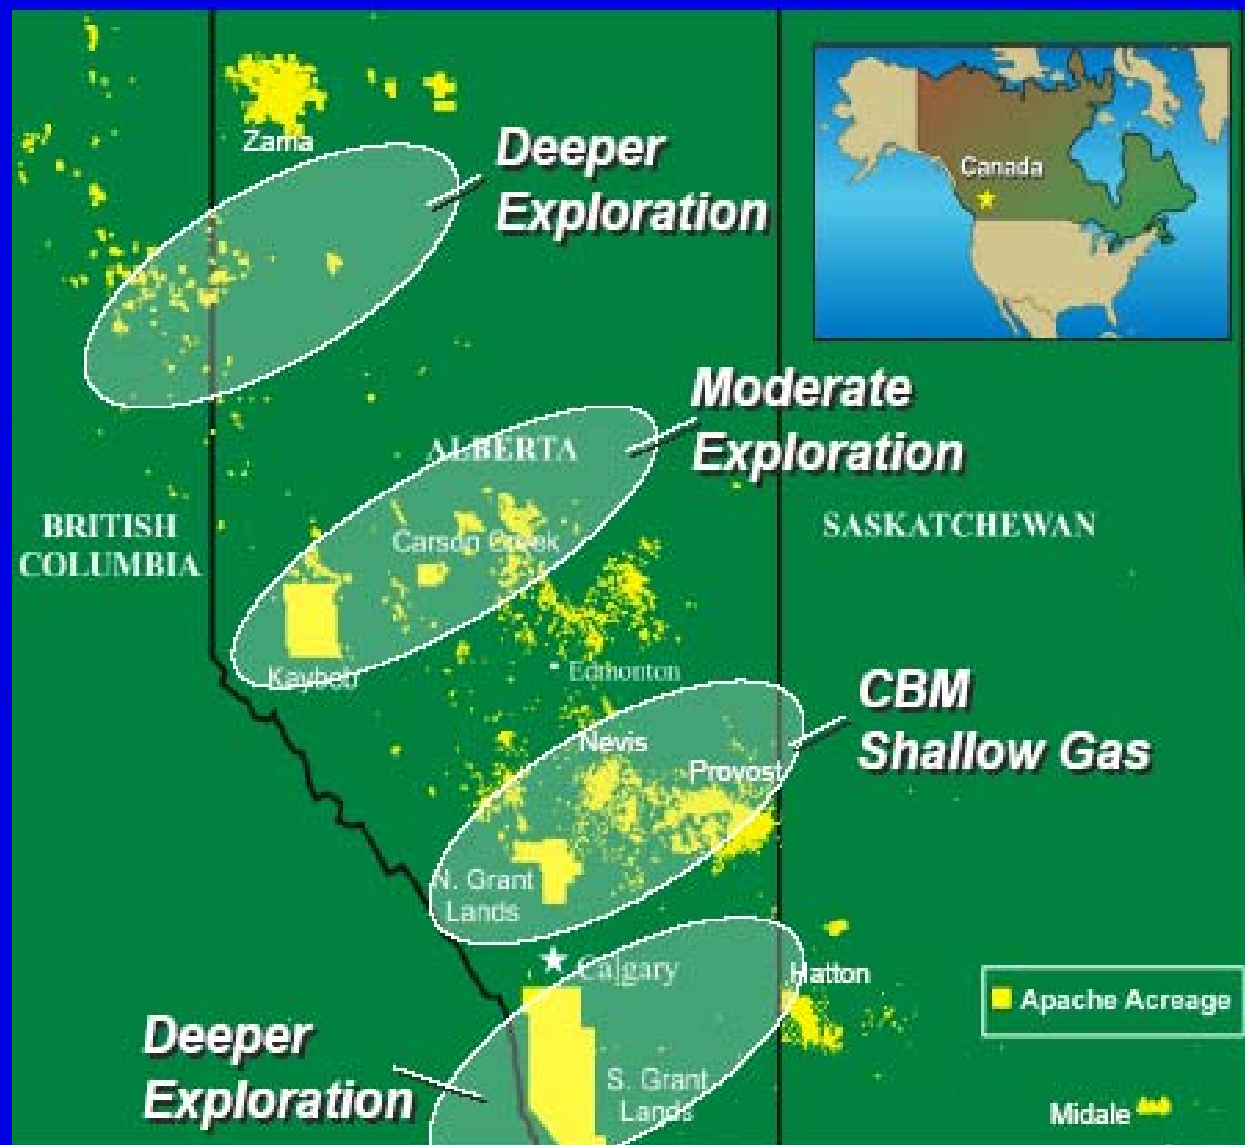 Zama
Deeper
Exploration
Canada
Moderate
Exploration
ALBERTA
BRITISH
COLUMBIA
SASKATCHEWAN
Carson Creek
Kaybob
Edmonton
CBM
Shallow Gas
Nevis
Provost
N. Grant
Lands
Calgary
Hatton
Apache Acreage
Deeper
Exploration
S. Grant
Lands
Midale